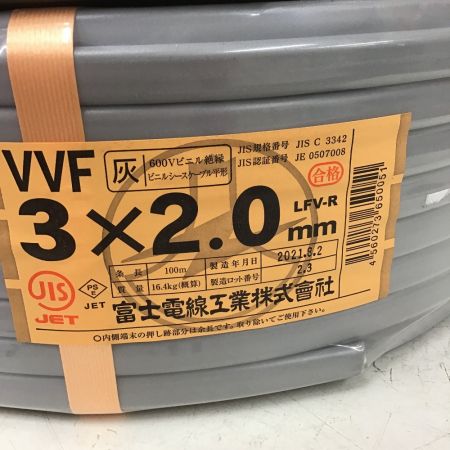 VVF 灰 600Vビニル絶縁
ビニルシースケーブル平形
JIS規格番号 JIS C 3342
JIS認証番号 JE 0507008
合格
3×2.0mm
LFV-R
条長 100m 製造年月日 2021.8.2
質量 16.4kg(概算) 製造ロット番号 2.3
JIS
JET
PS
E
JET
富士電線工業株式會社
○内側端末の押し跡部分は余長です。取り除いてご使用下さい。
4560273650051